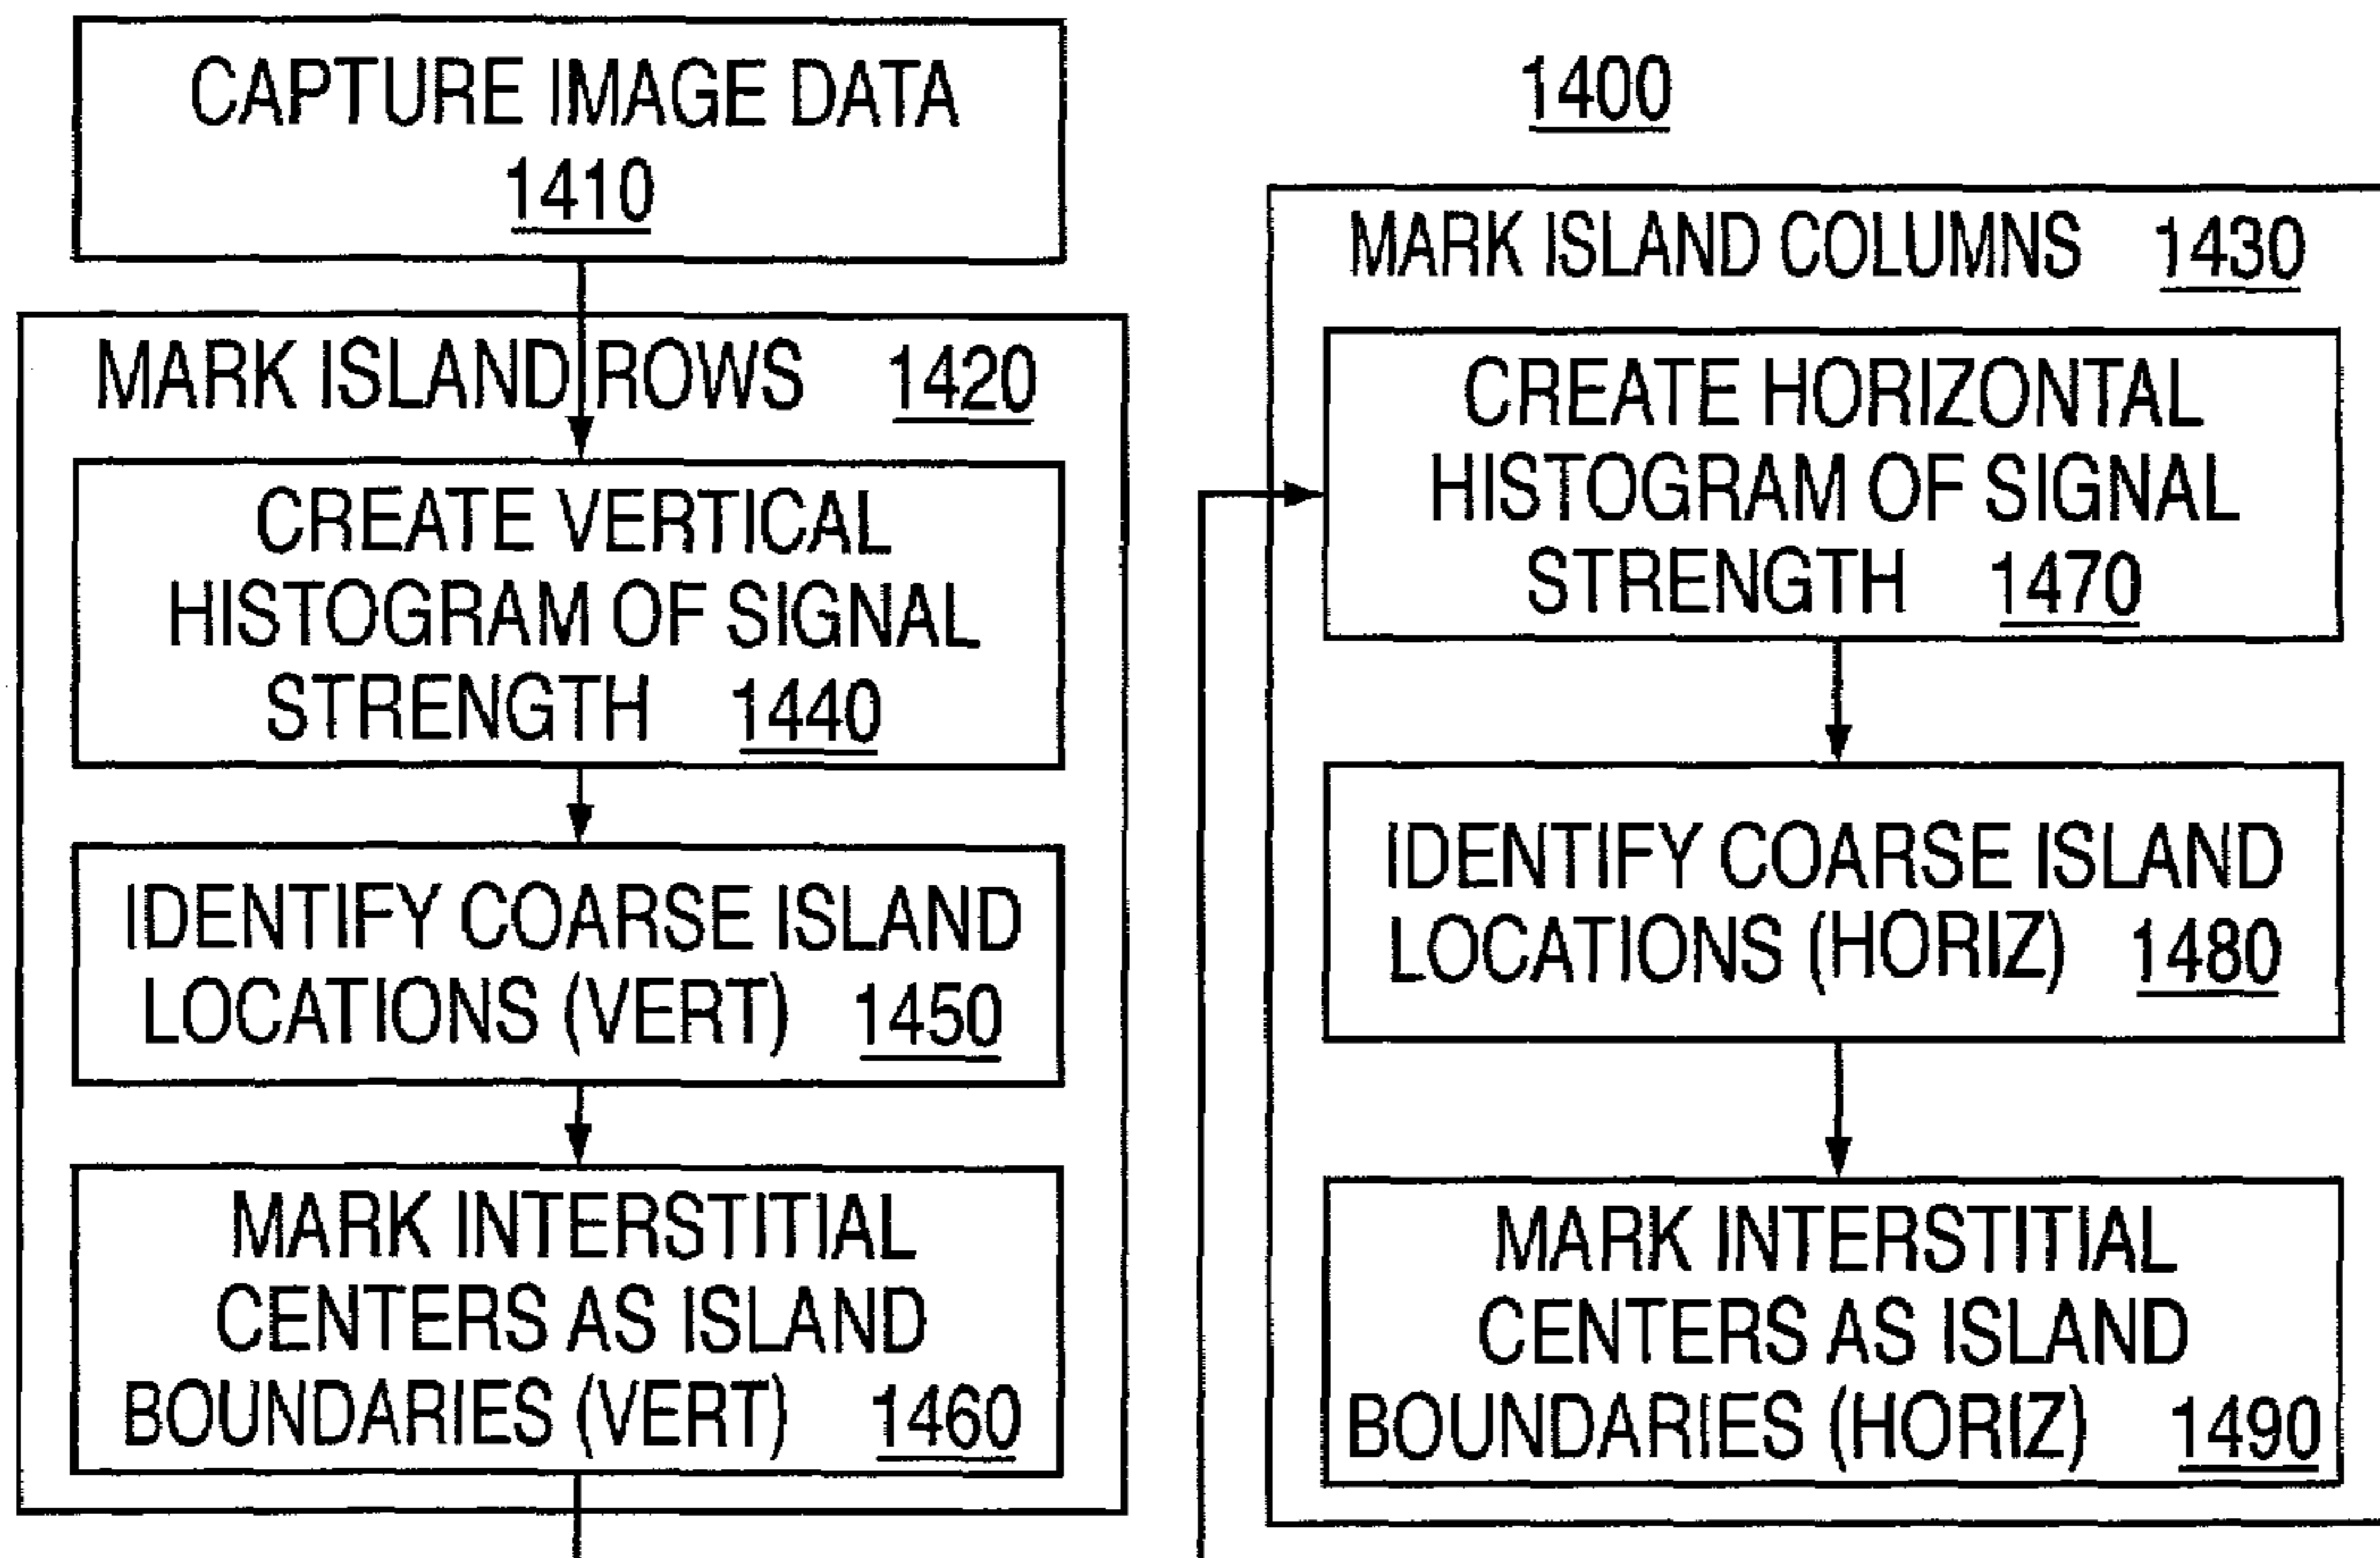 CAPTURE IMAGE DATA
1410
MARK ISLAND ROWS 1420
CREATE VERTICAL
HISTOGRAM OF SIGNAL
STRENGTH 1440
IDENTIFY COARSE ISLAND
LOCATIONS (VERT) 1450
MARK INTERSTITIAL
CENTERS AS ISLAND
BOUNDARIES (VERT) 1460
1400
MARK ISLAND COLUMNS 1430
CREATE HORIZONTAL
HISTOGRAM OF SIGNAL
STRENGTH 1470
IDENTIFY COARSE ISLAND
LOCATIONS (HORIZ) 1480
MARK INTERSTITIAL
CENTERS AS ISLAND
BOUNDARIES (HORIZ) 1490